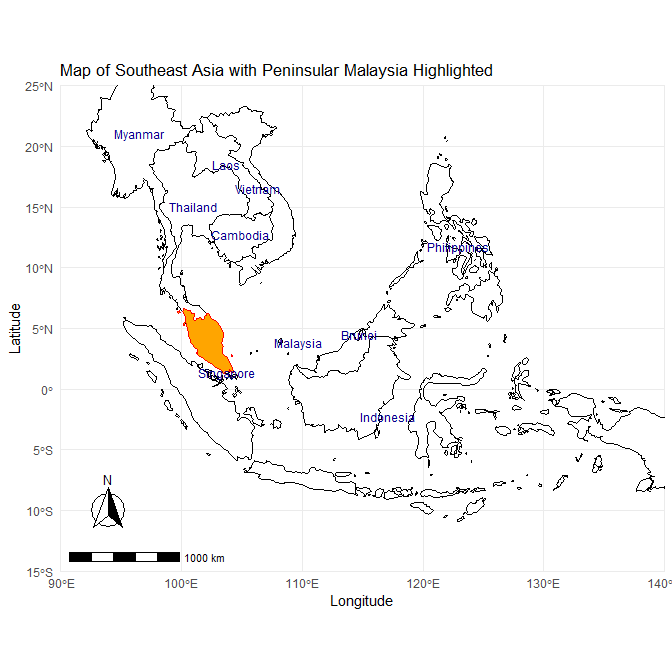 Map of Southeast Asia with Peninsular Malaysia Highlighted
25°N
20°N
15°N
10°N
5°N
0°
5°S
10°S
15°S
Latitude
Myanmar
Laos
Vietnam
Thailand
Cambodia
Philippines
Brunei
Malaysia
Singapore
Indonesia
N
1000 km
90°E
100°E
110°E
120°E
130°E
140°
Longitude